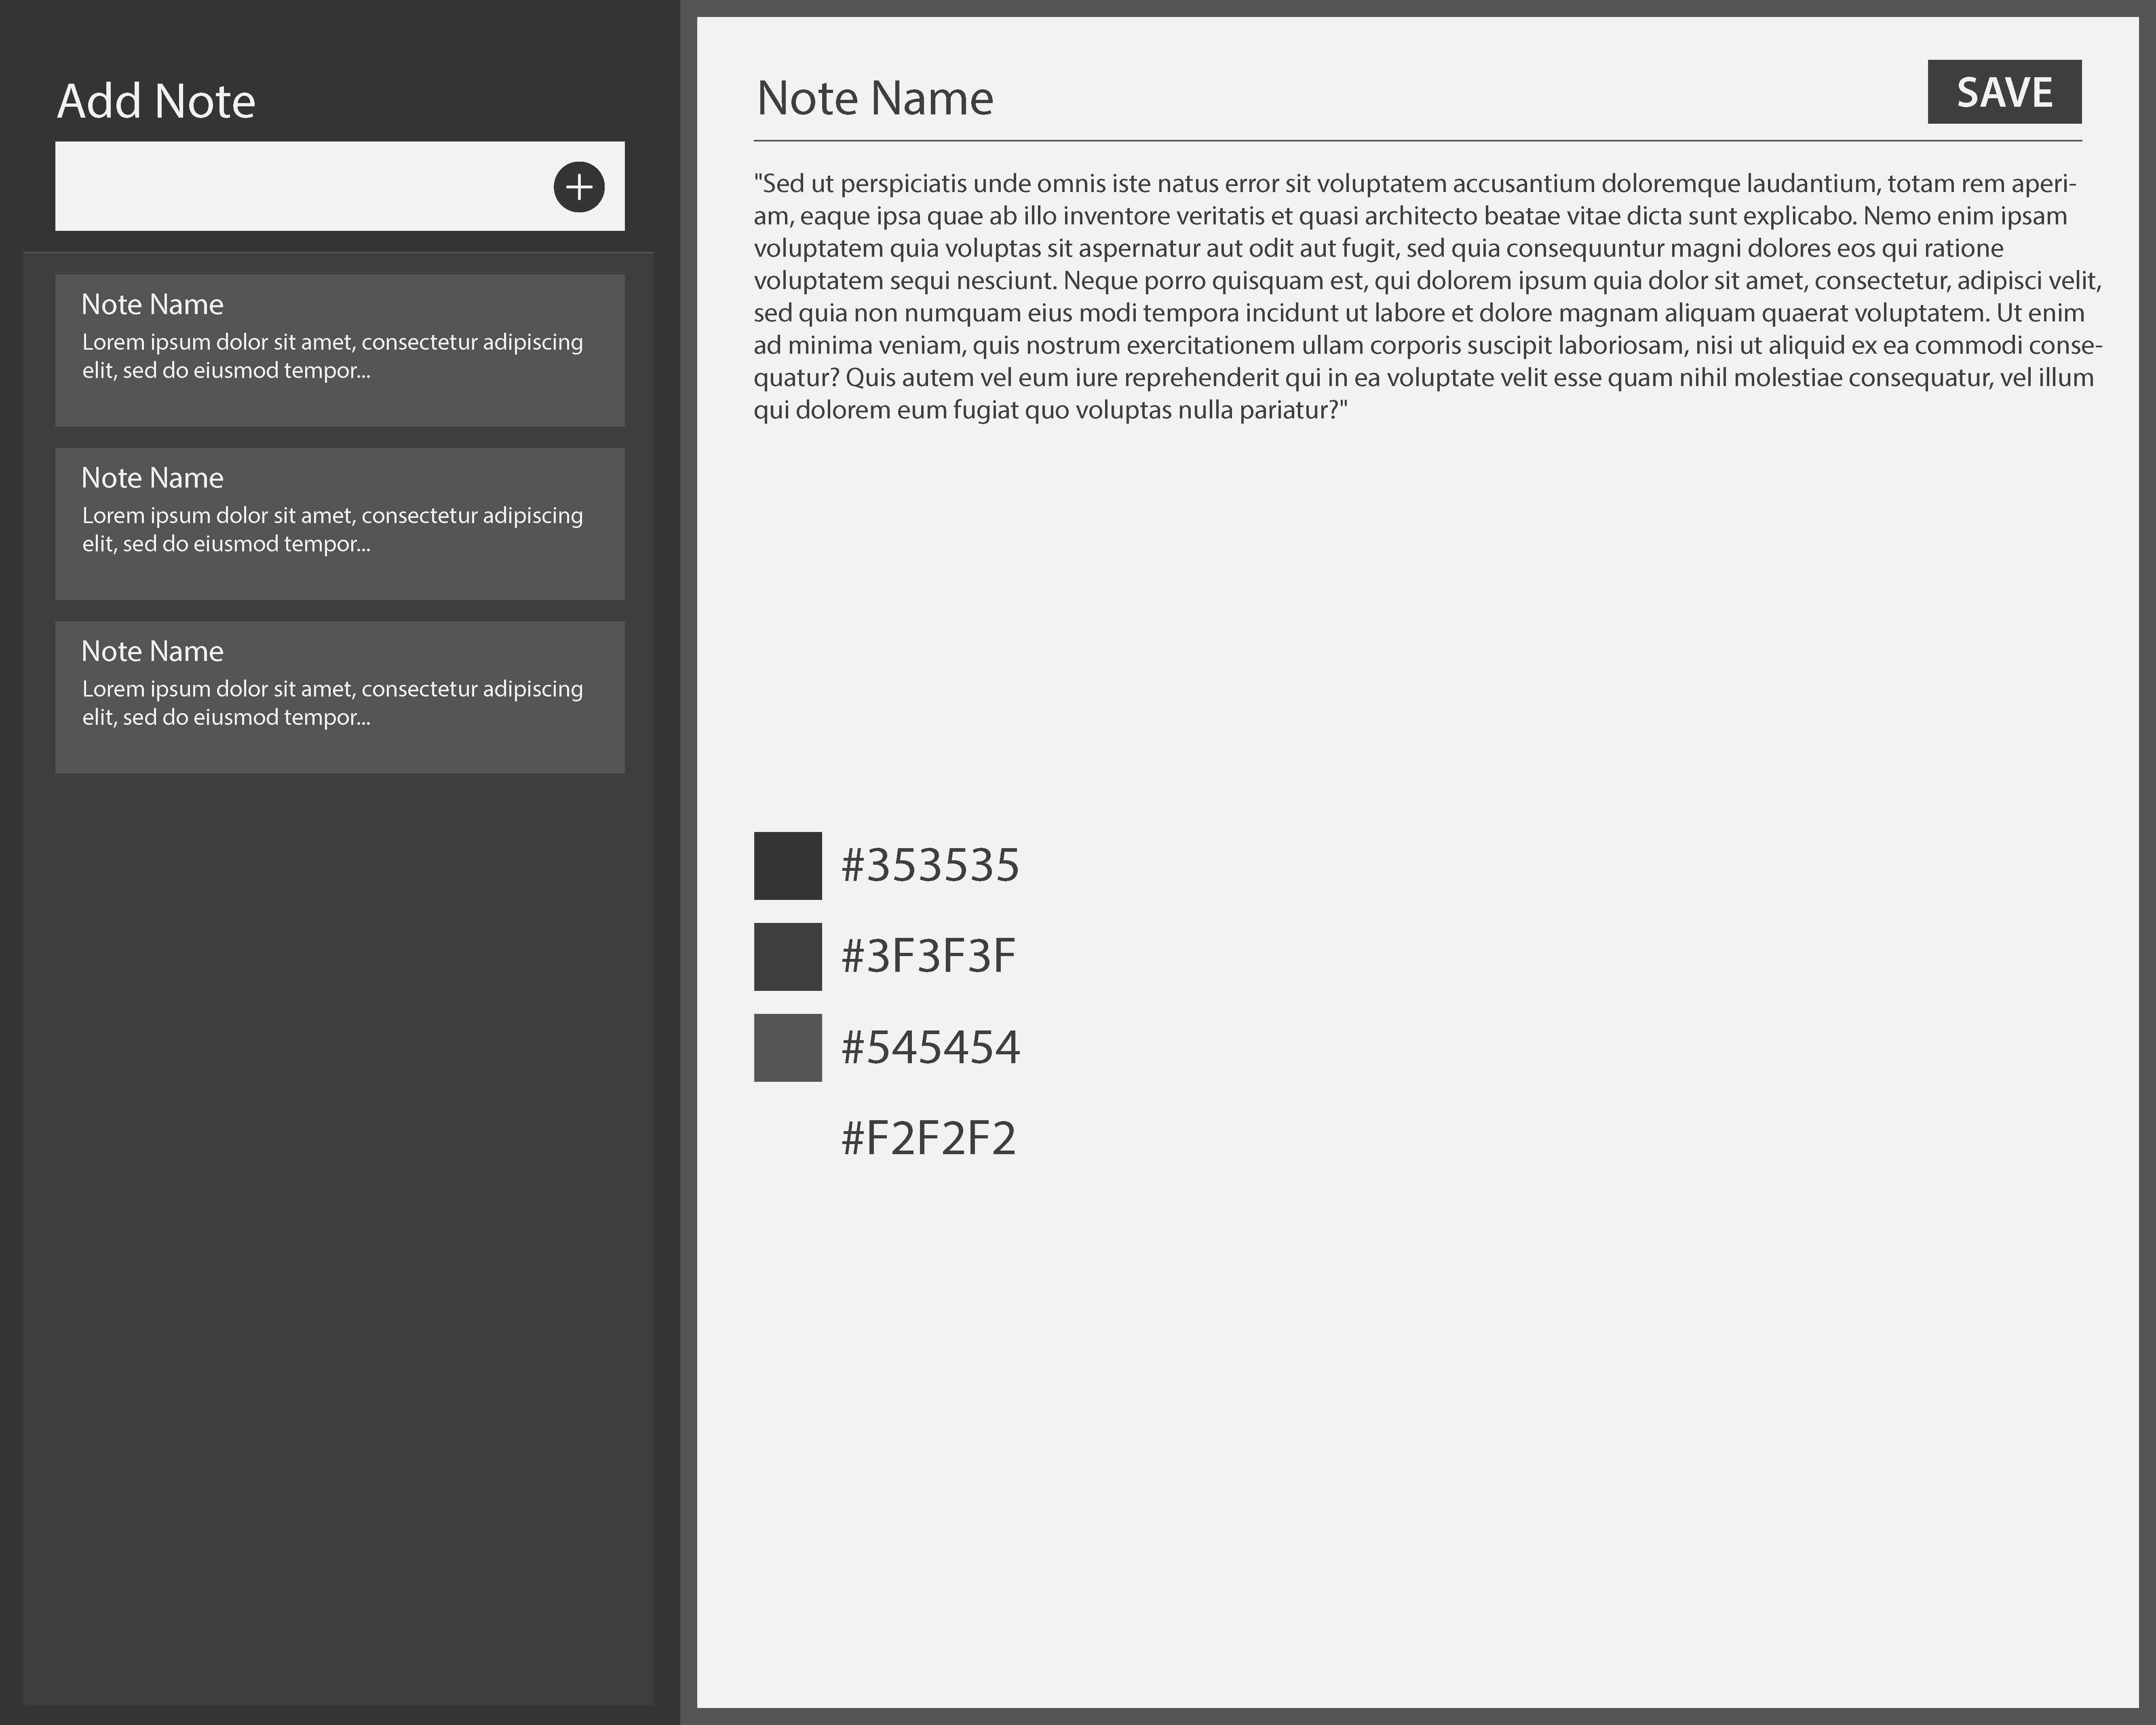 Add Note
Note Name
Lorem ipsum dolor sit amet, consectetur adipiscing
elit, sed do eiusmod tempor...
Note Name
Lorem ipsum dolor sit amet, consectetur adipiscing
elit, sed do eiusmod tempor...
Note Name
Lorem ipsum dolor sit amet, consectetur adipiscing
elit, sed do eiusmod tempor...
Note Name
SAVE
"Sed ut perspiciatis unde omnis iste natus error sit voluptatem accusantium doloremque laudantium, totam rem aperi-
am, eaque ipsa quae ab illo inventore veritatis et quasi architecto beatae vitae dicta sunt explicabo. Nemo enim ipsam
voluptatem quia voluptas sit aspernatur aut odit aut fugit, sed quia consequuntur magni dolores eos qui ratione
voluptatem sequi nesciunt. Neque porro quisquam est, qui dolorem ipsum quia dolor sit amet, consectetur, adipisci velit,
sed quia non numquam eius modi tempora incidunt ut labore et dolore magnam aliquam quaerat voluptatem. Ut enim
ad minima veniam, quis nostrum exercitationem ullam corporis suscipit laboriosam, nisi ut aliquid ex ea commodi conse-
quatur? Quis autem vel eum iure reprehenderit qui in ea voluptate velit esse quam nihil molestiae consequatur, vel illum
qui dolorem eum fugiat quo voluptas nulla pariatur?"
#353535
#3F3F3F
#545454
#F2F2F2